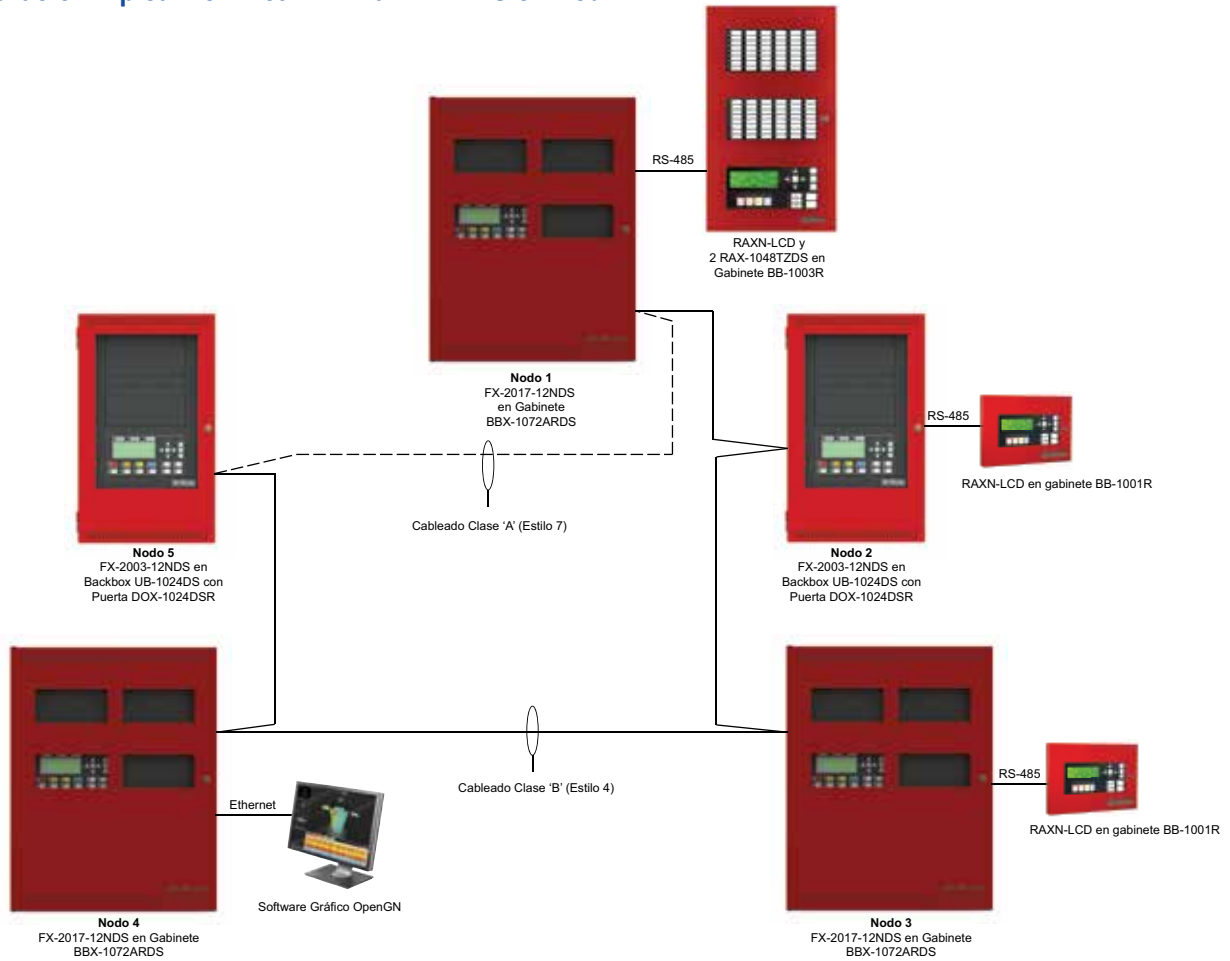 RS-485
RAXN-LCD y
2 RAX-1048TZDS en
Gabinete BB-1003R
Nodo 1
FX-2017-12NDS
en Gabinete
BBX-1072ARDS
RS-485
RAXN-LCD en gabinete BB-1001R
Cableado Clase ‘A’ (Estilo 7)
Nodo 5
FX-2003-12NDS en
Backbox UB-1024DS con
Puerta DOX-1024DSR
Nodo 2
FX-2003-12NDS en
Backbox UB-1024DS con
Puerta DOX-1024DSR
Ethernet
Cableado Clase ‘B’ (Estilo 4)
RS-485
RAXN-LCD en gabinete BB-1001R
Software Gráfico OpenGN
Nodo 4
FX-2017-12NDS en Gabinete
BBX-1072ARDS
Nodo 3
FX-2017-12NDS en Gabinete
BBX-1072ARDS